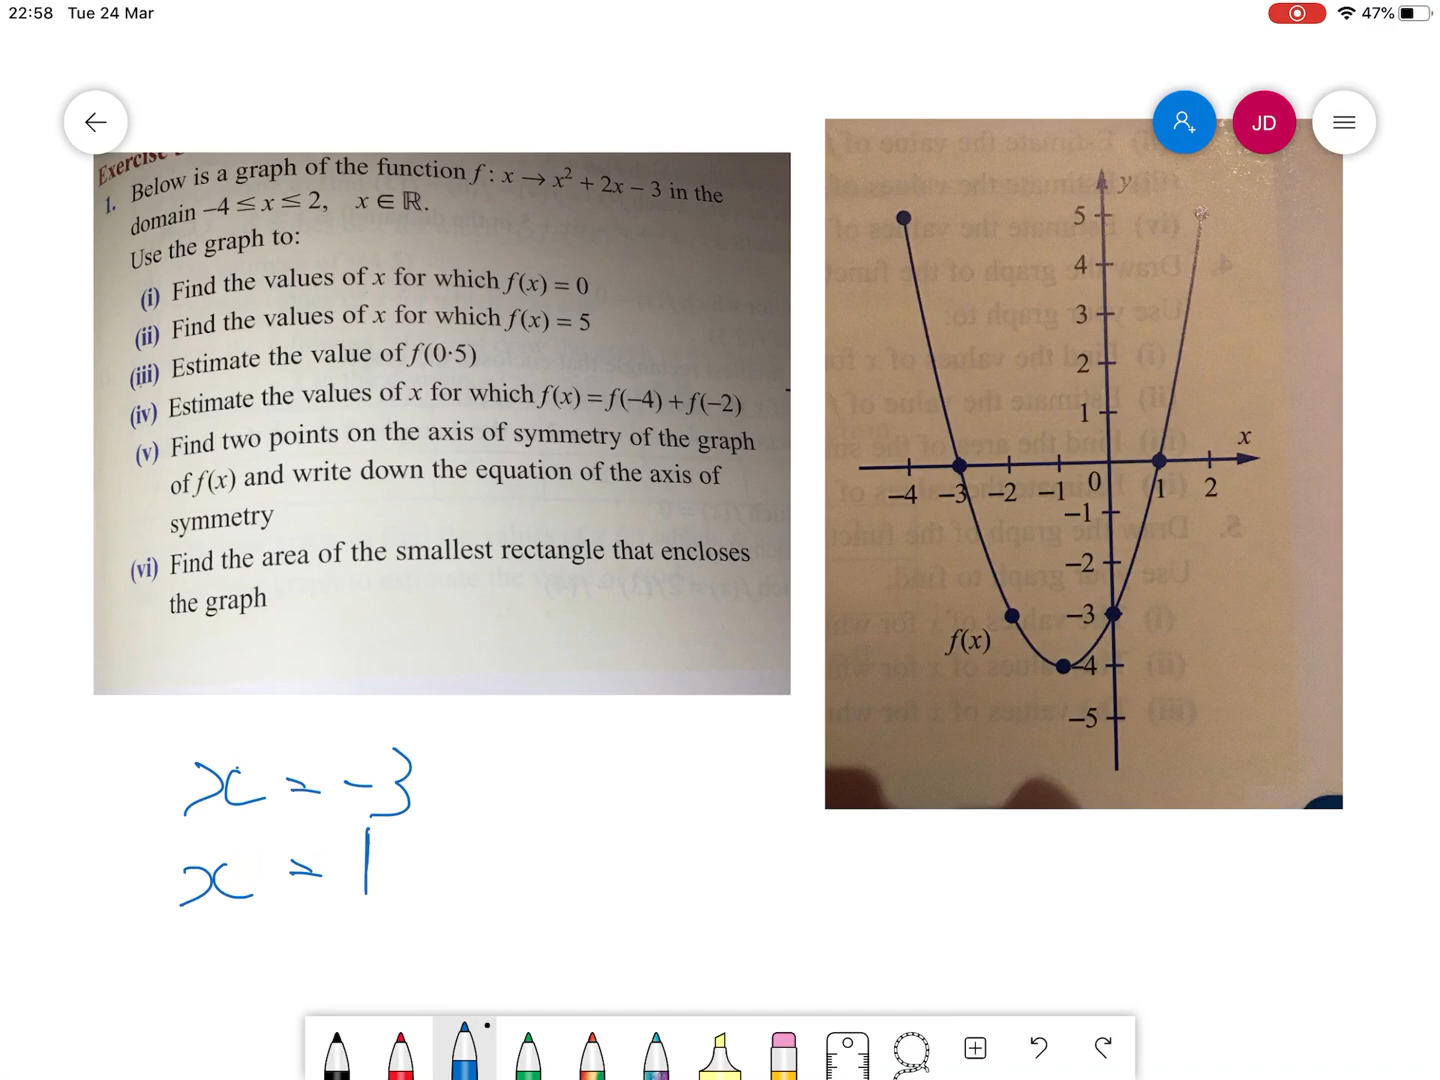 22:58 Tue 24 Mar
47%
JD
Exercise
1. Below is a graph of the function f : x → x² + 2x − 3 in the
domain −4 ≤ x ≤ 2, x ∈ ℝ.
Use the graph to:
(i) Find the values of x for which f(x) = 0
(ii) Find the values of x for which f(x) = 5
(iii) Estimate the value of f(0·5)
(iv) Estimate the values of x for which f(x) = f(−4) + f(−2)
(v) Find two points on the axis of symmetry of the graph
of f(x) and write down the equation of the axis of
symmetry
(vi) Find the area of the smallest rectangle that encloses
the graph
y
5
4
3
2
1
x
−4 −3 −2 −1 0 1 2
−1
−2
−3
f(x)
−4
−5
x = −3
x = 1